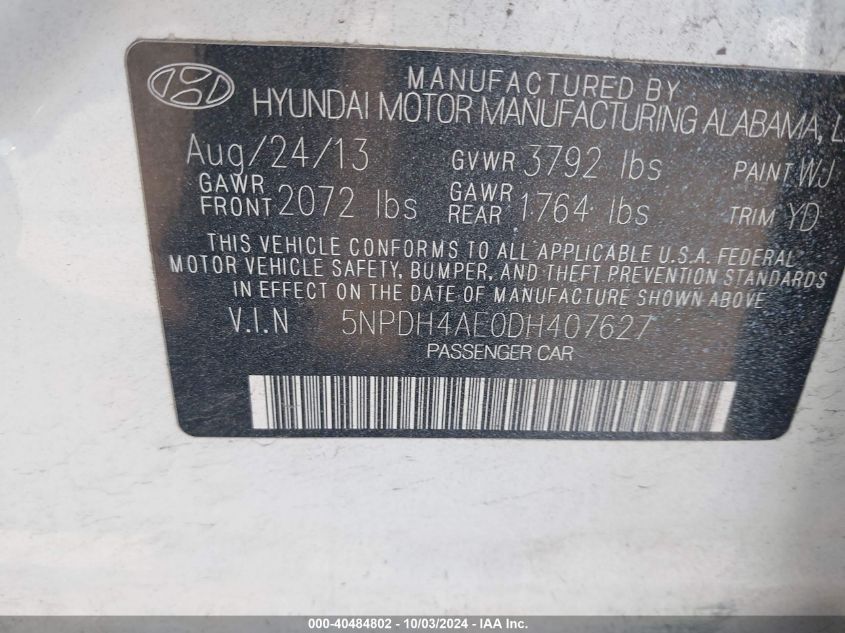 MANUFACTURED BY
HYUNDAI MOTOR MANUFACTURING ALABAMA, L
Aug/24/13 GVWR 3792 lbs PAINT WJ
GAWR FRONT 2072 lbs GAWR REAR 1764 lbs TRIM YD
THIS VEHICLE CONFORMS TO ALL APPLICABLE U.S.A. FEDERAL
MOTOR VEHICLE SAFETY, BUMPER, AND THEFT PREVENTION STANDARDS
IN EFFECT ON THE DATE OF MANUFACTURE SHOWN ABOVE
V.I.N 5NPDH4AE0DH407627
PASSENGER CAR
000-40484802 - 10/03/2024 - IAA Inc.